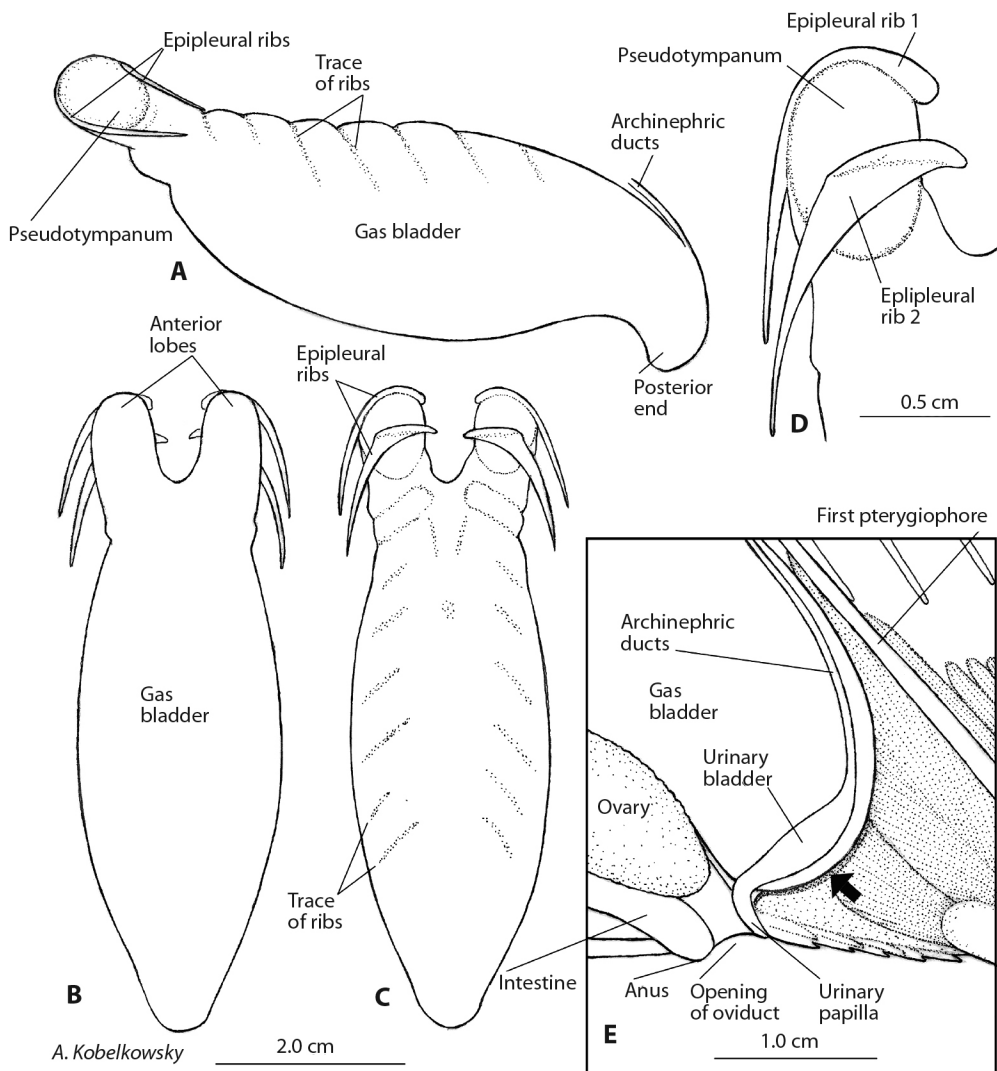 Epipleural ribs
Trace
of ribs
Archinephric
ducts
Pseudotympanum
Gas bladder
A
Posterior
end
Epipleural rib 1
Pseudotympanum
Eplipleural
rib 2
D
0.5 cm
Anterior
lobes
Gas
bladder
B
Epipleural
ribs
Trace
of ribs
C
A. Kobelkowsky
2.0 cm
First pterygiophore
Archinephric
ducts
Gas
bladder
Urinary
bladder
Ovary
Intestine
Anus
Opening
of oviduct
Urinary
papilla
E
1.0 cm